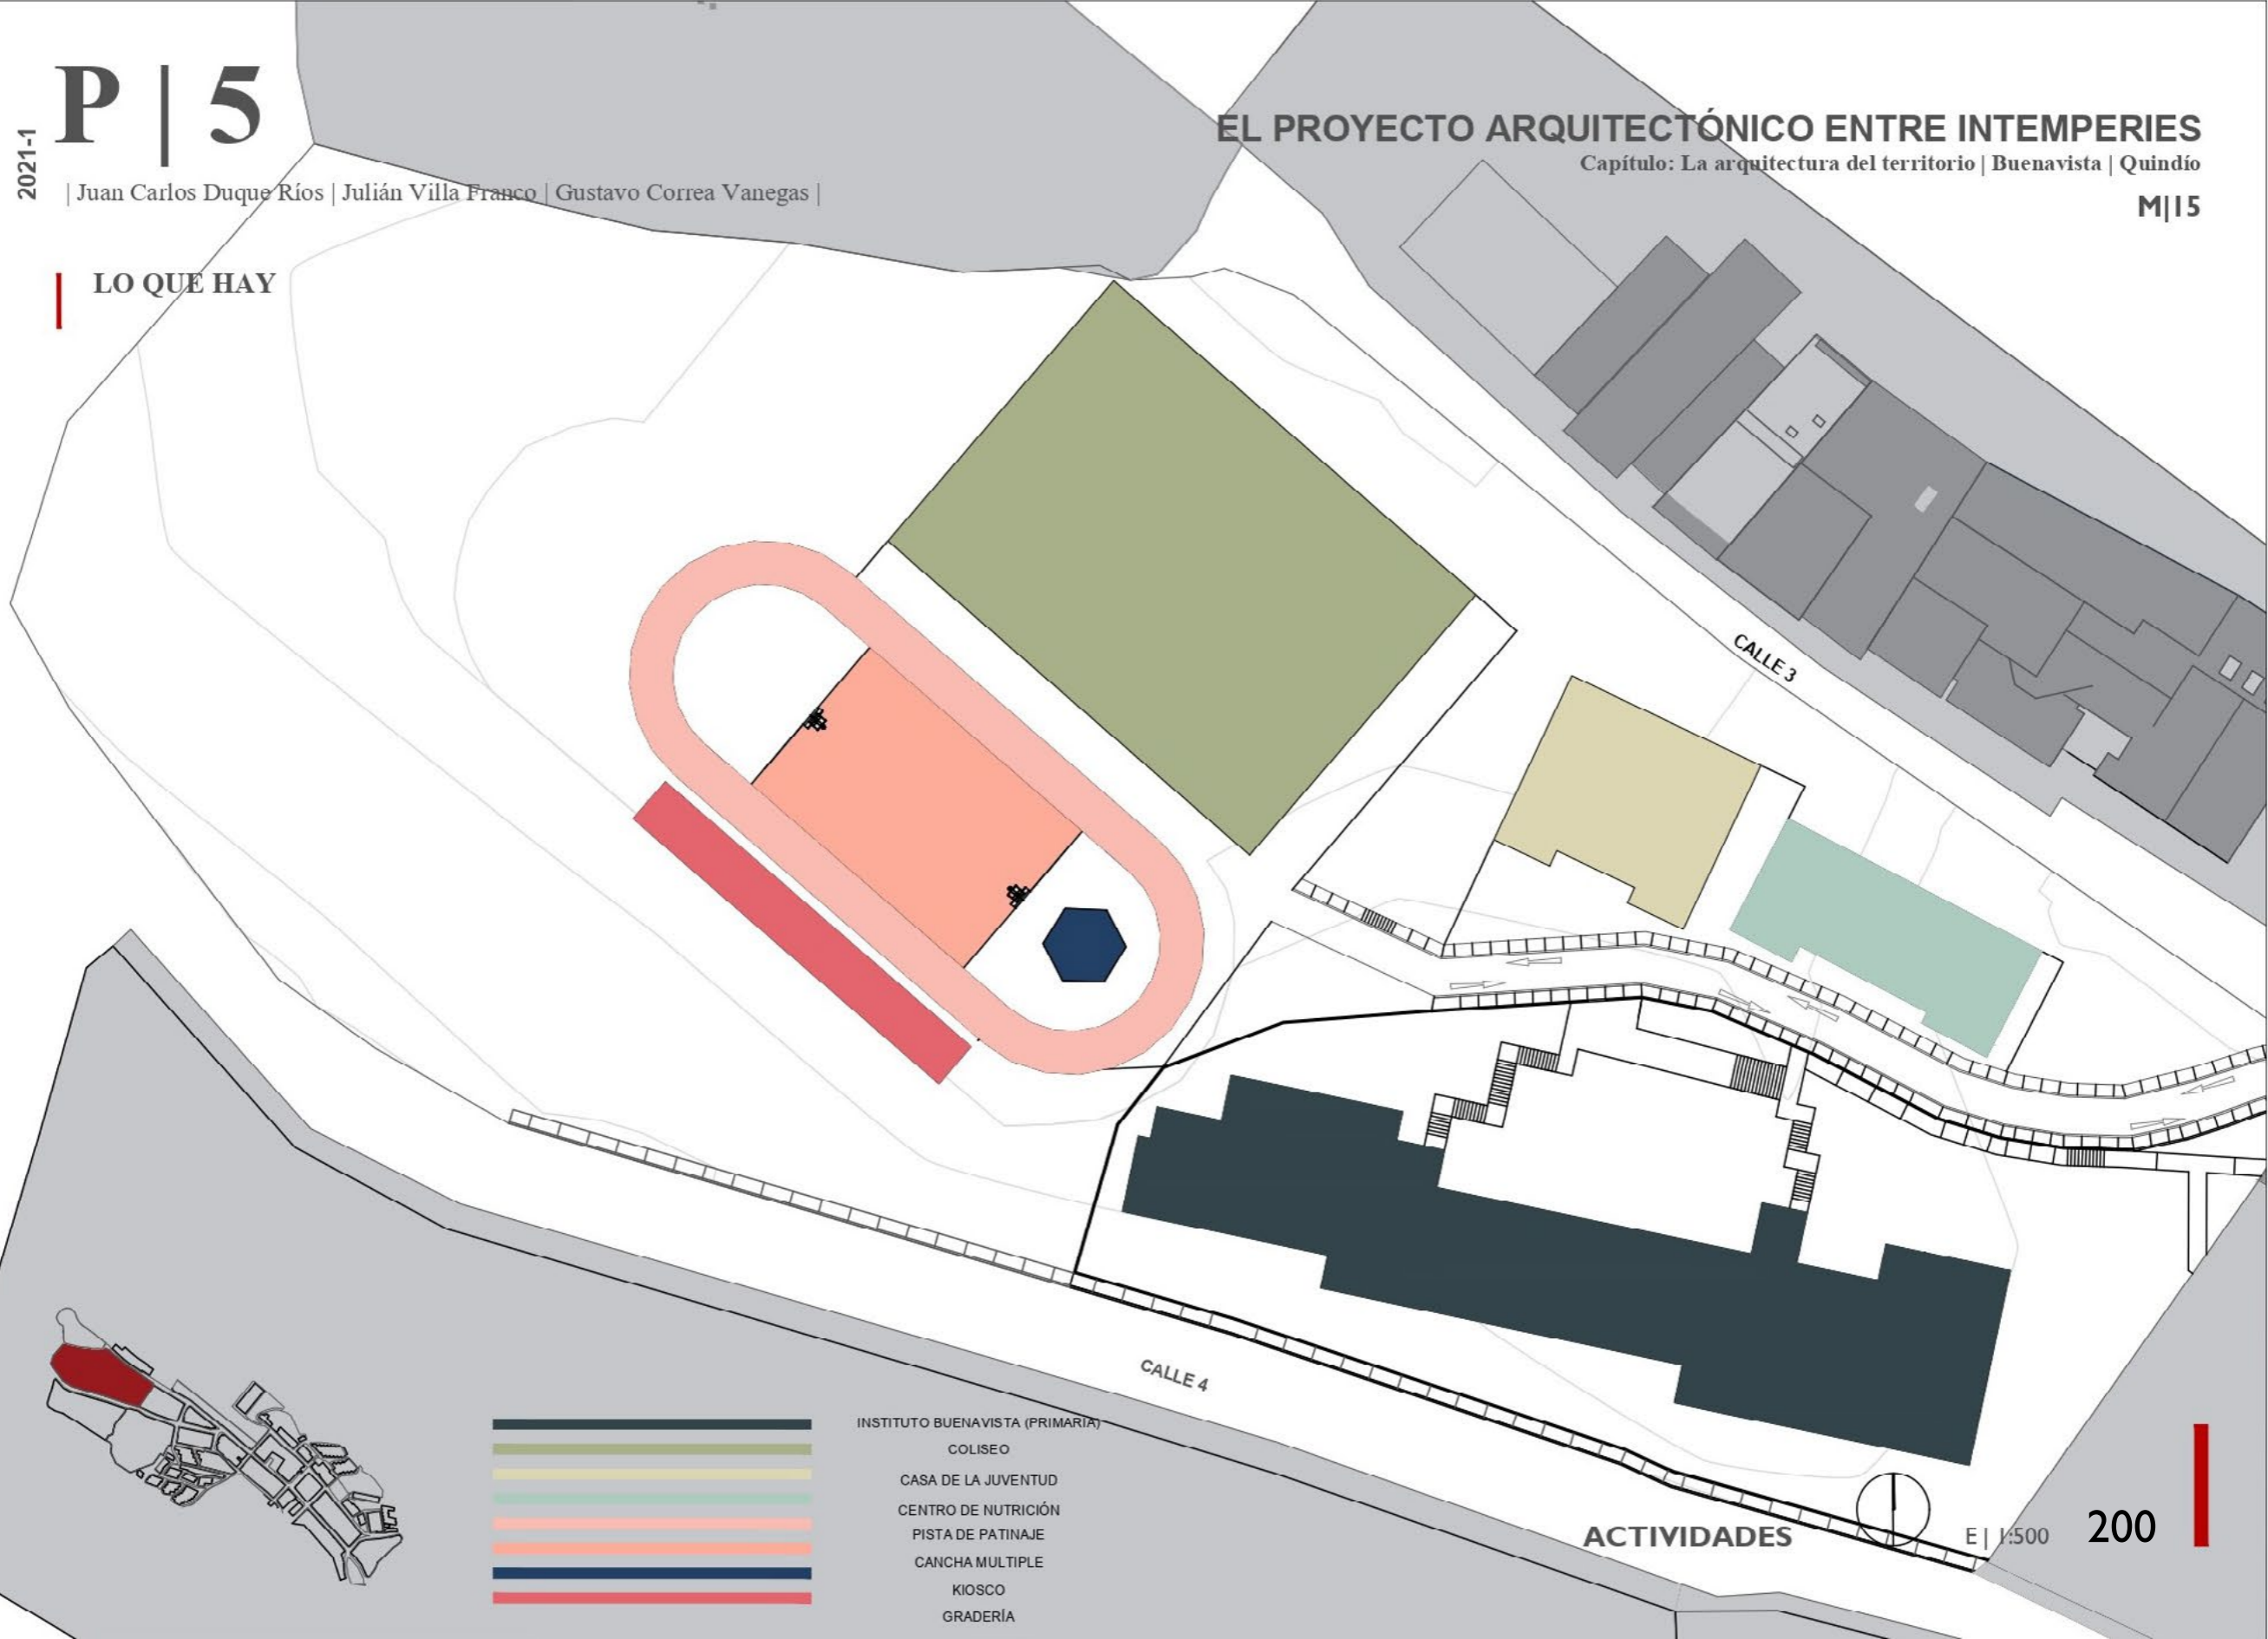 P | 5
2021-1
| Juan Carlos Duque Ríos | Julián Villa Franco | Gustavo Correa Vanegas |
LO QUE HAY
EL PROYECTO ARQUITECTÓNICO ENTRE INTEMPERIES
Capítulo: La arquitectura del territorio | Buenavista | Quindío
M|15
CALLE 3
CALLE 4
INSTITUTO BUENAVISTA (PRIMARIA)
COLISEO
CASA DE LA JUVENTUD
CENTRO DE NUTRICIÓN
PISTA DE PATINAJE
CANCHA MULTIPLE
KIOSCO
GRADERÍA
ACTIVIDADES
E | 1:500
200